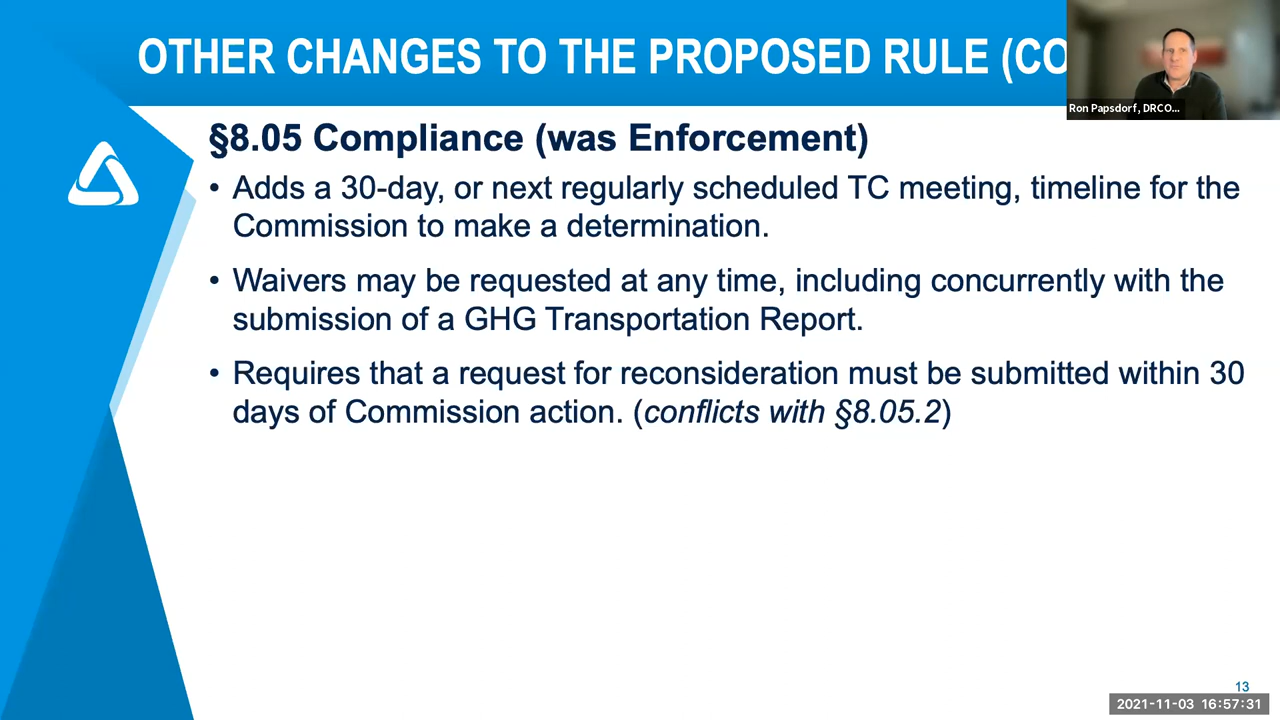 OTHER CHANGES TO THE PROPOSED RULE (CO
Ron Papsdorf, DRCO...
§8.05 Compliance (was Enforcement)
• Adds a 30-day, or next regularly scheduled TC meeting, timeline for the
Commission to make a determination.
• Waivers may be requested at any time, including concurrently with the
submission of a GHG Transportation Report.
• Requires that a request for reconsideration must be submitted within 30
days of Commission action. (conflicts with §8.05.2)
13
2021-11-03 16:57:31